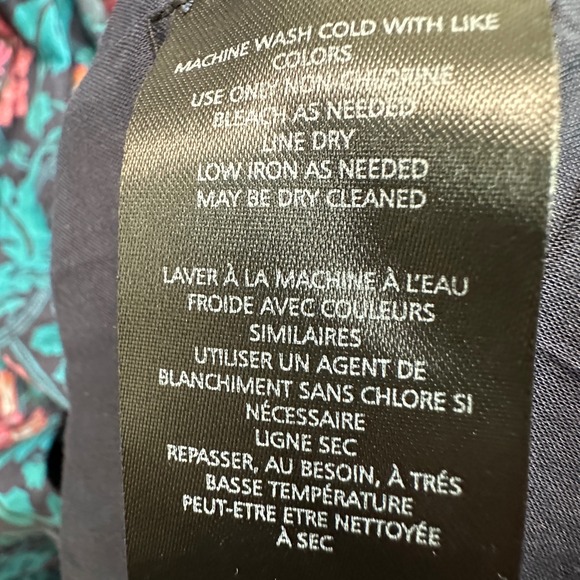 MACHINE WASH COLD WITH LIKE
COLORS
USE ONLY NON-CHLORINE
BLEACH AS NEEDED
LINE DRY
LOW IRON AS NEEDED
MAY BE DRY CLEANED
LAVER À LA MACHINE À L'EAU
FROIDE AVEC COULEURS
SIMILAIRES
UTILISER UN AGENT DE
BLANCHIMENT SANS CHLORE SI
NÉCESSAIRE
LIGNE SEC
REPASSER, AU BESOIN, À TRÉS
BASSE TEMPÉRATURE
PEUT-ETRE ETRE NETTOYÉE
À SEC